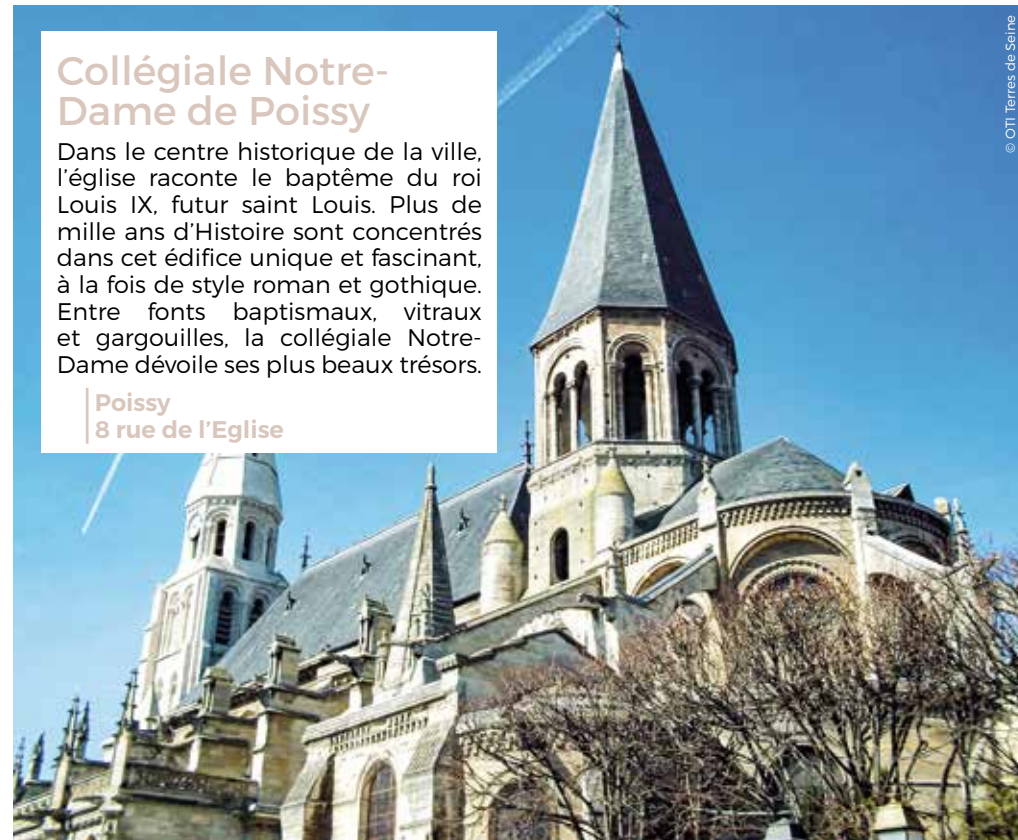 Collégiale Notre-
Dame de Poissy
Dans le centre historique de la ville,
l’église raconte le baptême du roi
Louis IX, futur saint Louis. Plus de
mille ans d’Histoire sont concentrés
dans cet édifice unique et fascinant,
à la fois de style roman et gothique.
Entre fonts baptismaux, vitraux
et gargouilles, la collégiale Notre-
Dame dévoile ses plus beaux trésors.
Poissy
8 rue de l’Eglise
© OTI Terres de Seine